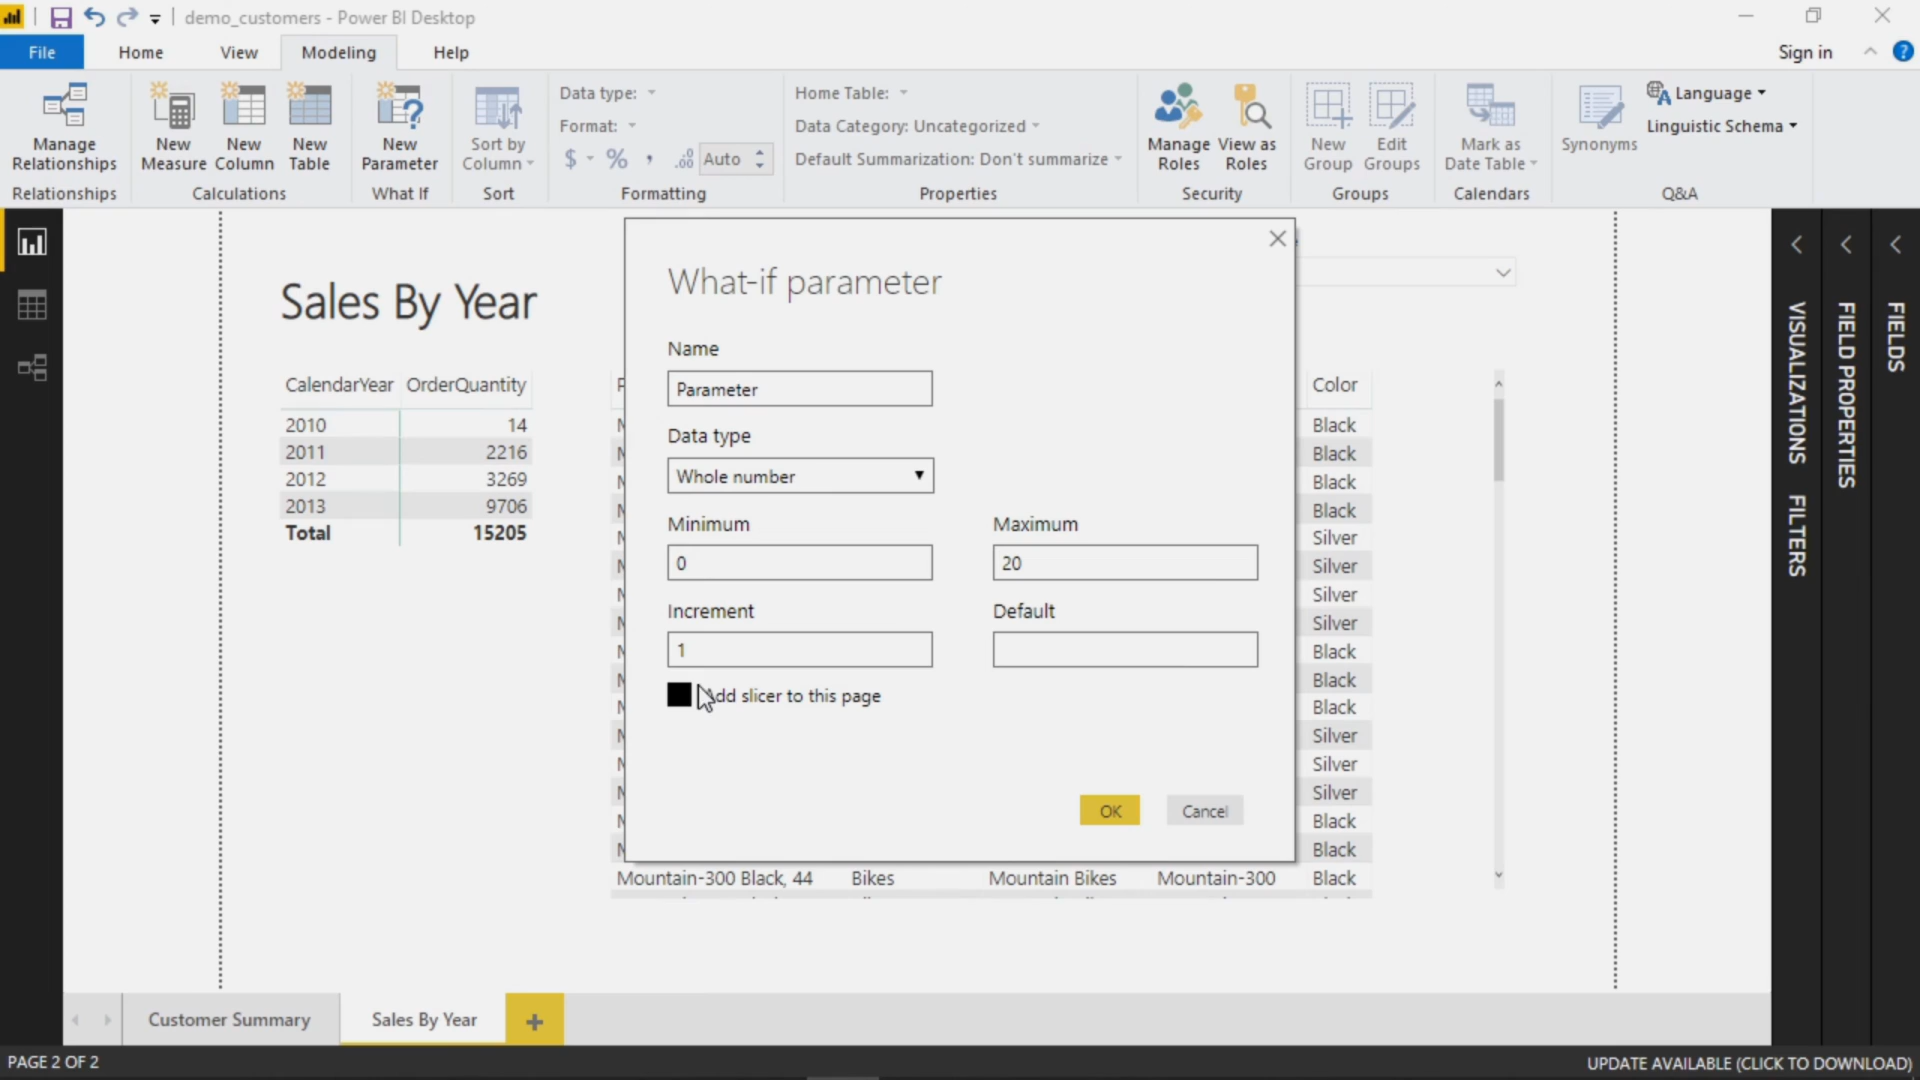 demo_customers - Power BI Desktop
File Home View Modeling Help Sign in
Manage Relationships
New Measure
New Column
New Table
New Parameter
Sort by Column
Data type:
Format:
$ % , .00 Auto
Home Table:
Data Category: Uncategorized
Default Summarization: Don't summarize
Manage Roles
View as Roles
New Group
Edit Groups
Mark as Date Table
Synonyms
Language
Linguistic Schema
Relationships Calculations What If Sort Formatting Properties Security Groups Calendars Q&A
What-if parameter
Name
Parameter
Data type
Whole number
Minimum Maximum
0 20
Increment Default
1
dd slicer to this page
OK Cancel
Sales By Year
CalendarYear OrderQuantity
2010 14
2011 2216
2012 3269
2013 9706
Total 15205
Color
Black
Black
Black
Black
Silver
Silver
Silver
Silver
Black
Black
Black
Silver
Silver
Silver
Black
Black
Mountain-300 Black, 44 Bikes Mountain Bikes Mountain-300 Black
VISUALIZATIONS
FILTERS
FIELD PROPERTIES
FIELDS
Customer Summary Sales By Year +
PAGE 2 OF 2 UPDATE AVAILABLE (CLICK TO DOWNLOAD)